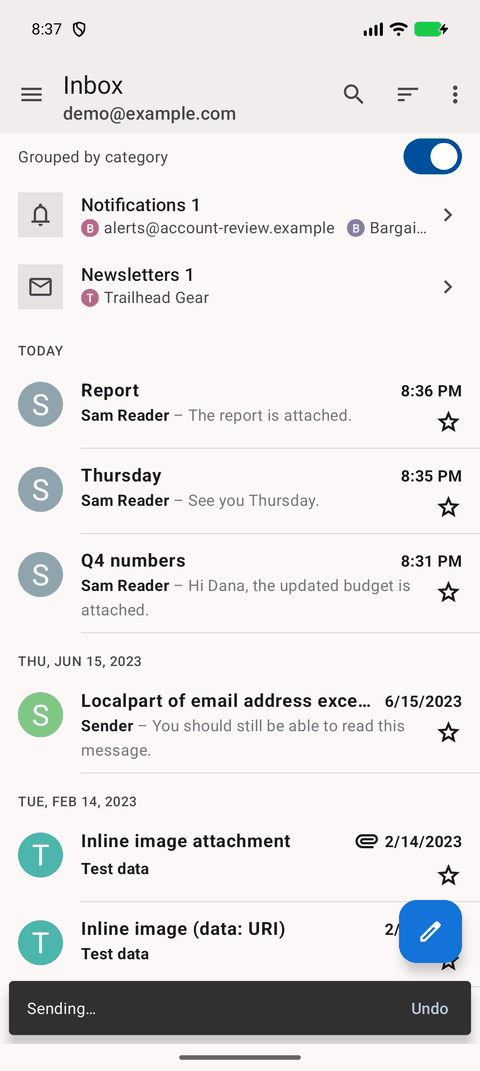 8:37
Inbox
demo@example.com
Grouped by category
Notifications 1
B alerts@account-review.example B Bargai…
Newsletters 1
T Trailhead Gear
TODAY
S
Report 8:36 PM
Sam Reader – The report is attached.
S
Thursday 8:35 PM
Sam Reader – See you Thursday.
S
Q4 numbers 8:31 PM
Sam Reader – Hi Dana, the updated budget is
attached.
THU, JUN 15, 2023
S
Localpart of email address exce… 6/15/2023
Sender – You should still be able to read this
message.
TUE, FEB 14, 2023
T
Inline image attachment 2/14/2023
Test data
T
Inline image (data: URI) 2/
Test data
Sending… Undo